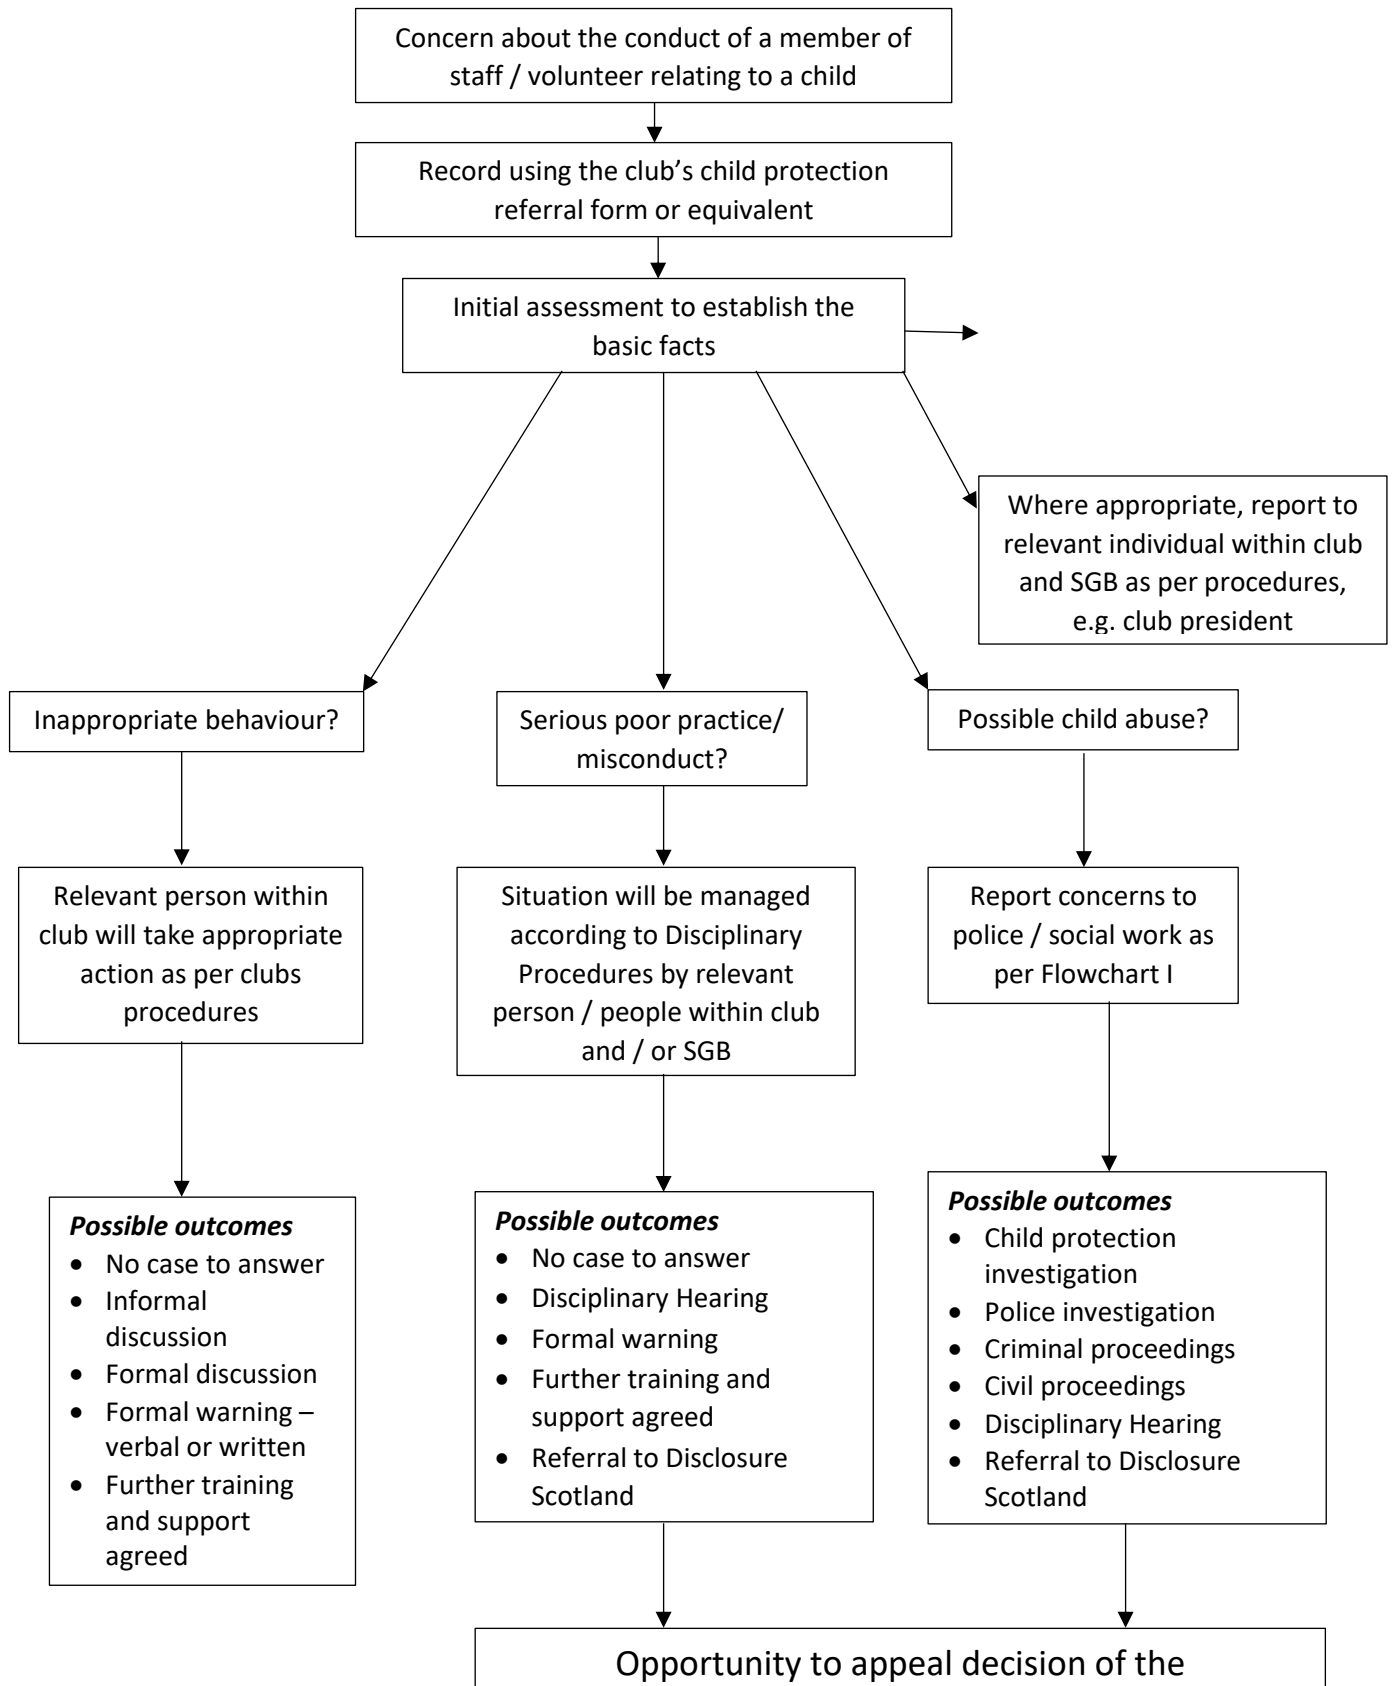 Concern about the conduct of a member of
staff / volunteer relating to a child
Record using the club’s child protection
referral form or equivalent
Initial assessment to establish the
basic facts
Where appropriate, report to
relevant individual within club
and SGB as per procedures,
e.g. club president
Inappropriate behaviour?
Serious poor practice/
misconduct?
Possible child abuse?
Relevant person within
club will take appropriate
action as per clubs
procedures
Situation will be managed
according to Disciplinary
Procedures by relevant
person / people within club
and / or SGB
Report concerns to
police / social work as
per Flowchart I
Possible outcomes
• No case to answer
• Informal
discussion
• Formal discussion
• Formal warning –
verbal or written
• Further training
and support
agreed
Possible outcomes
• No case to answer
• Disciplinary Hearing
• Formal warning
• Further training and
support agreed
• Referral to Disclosure
Scotland
Possible outcomes
• Child protection
investigation
• Police investigation
• Criminal proceedings
• Civil proceedings
• Disciplinary Hearing
• Referral to Disclosure
Scotland
Opportunity to appeal decision of the